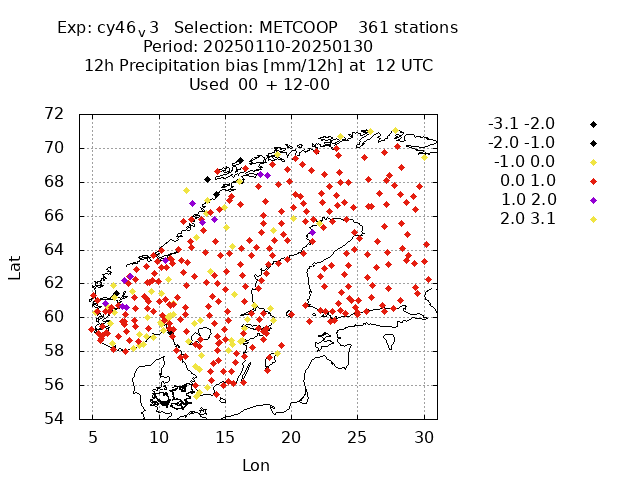 Exp: cy46v3 Selection: METCOOP 361 stations
Period: 20250110-20250130
12h Precipitation bias [mm/12h] at 12 UTC
Used 00 + 12-00
-3.1 -2.0
-2.0 -1.0
-1.0 0.0
0.0 1.0
1.0 2.0
2.0 3.1
72
70
68
66
64
62
60
58
56
54
Lat
5 10 15 20 25 30
Lon